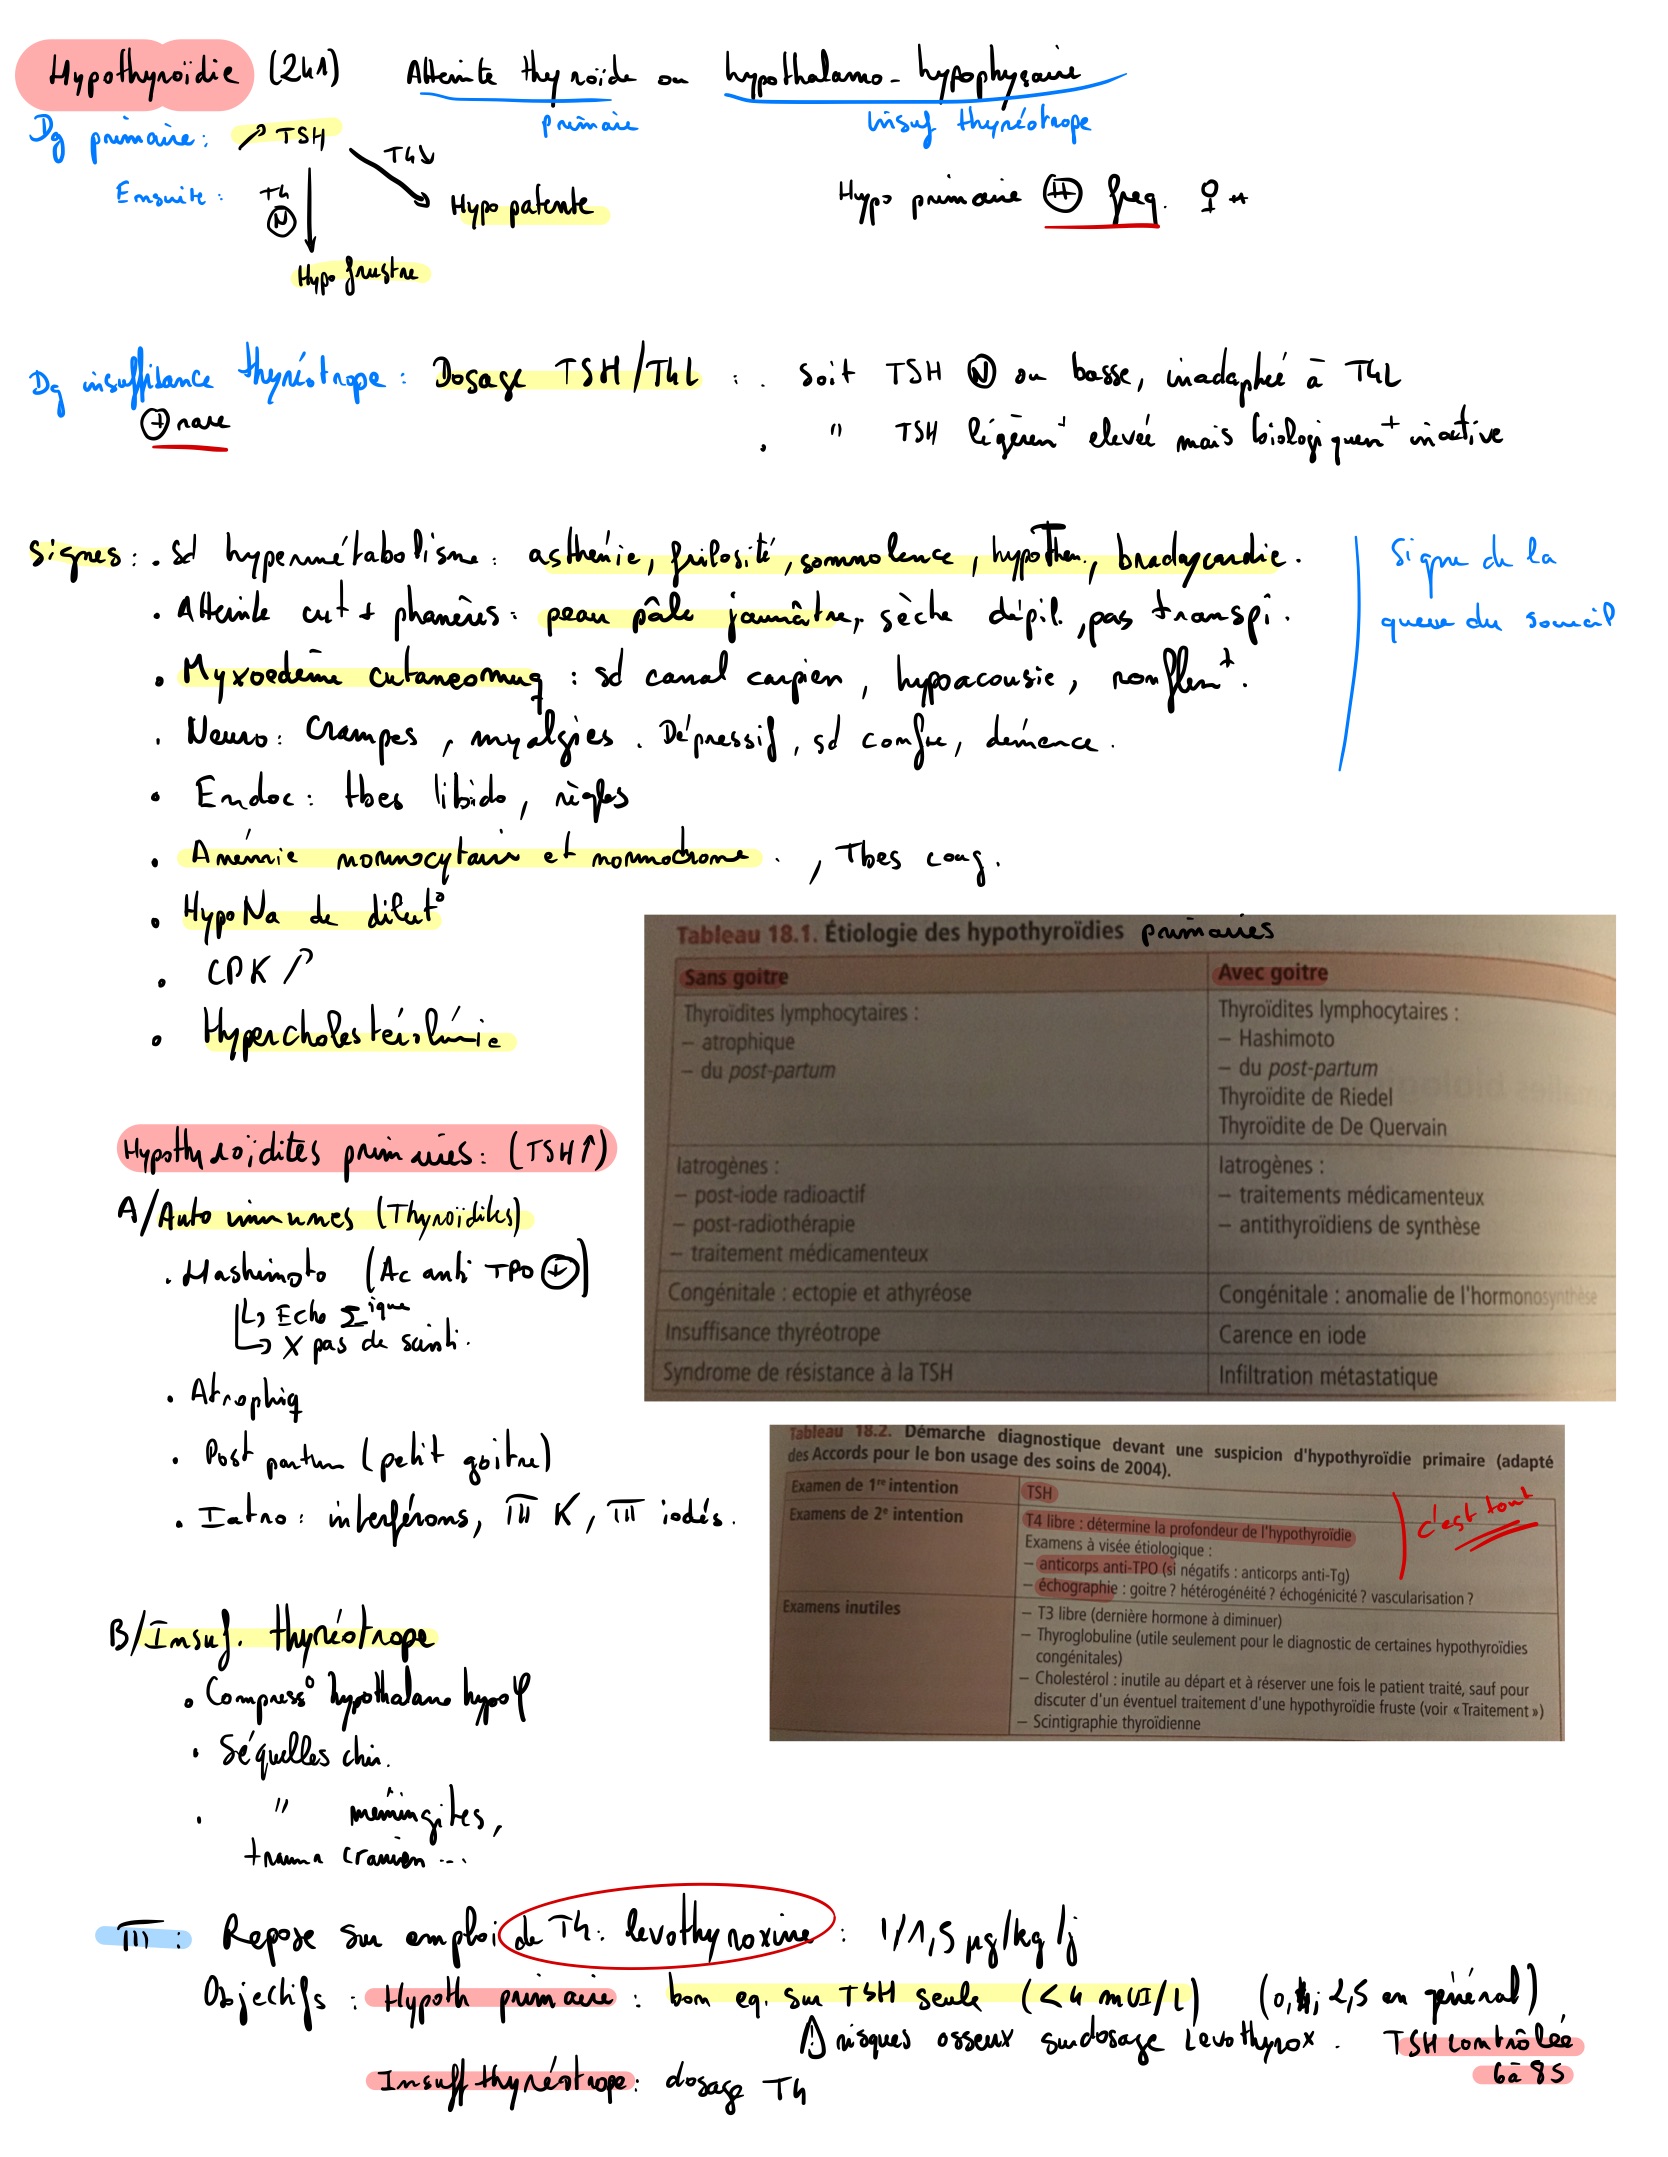 Hypothyroïdie (241) Atteinte thyroïde ou hypothalamo-hypophysaire
primaire Insuf thyréotrope
Dg primaire : ↗ TSH
T4↘
Ensuite : T4 Ⓝ Hypo patente
Hypo primaire ⊕⊕ freq. ♀ ++
Hypo frustre
Dg insuffisance thyréotrope : Dosage TSH/T4L : . Soit TSH Ⓝ ou basse, inadaptée à T4L
⊕ rare
. " TSH légèrem^t elevée mais biologiquem^t inactive
Signes : . Sd hypermétabolisme : asthénie, frilosité, somnolence, hypoTherm., bradycardie.
Signe de la
queue du sourcil
. Atteinte cut + phanères : peau pâle jaunâtre, sèche dépil., pas transpi.
. Myxoedème cutanéomuq : sd canal carpien, hypoacousie, ronflem^t.
. Neuro : Crampes, myalgies. Dépressif, sd confu, démence.
. Endoc : tbes libido, règles
. Anémie normocytaire et normochrome. , Tbes coag.
. HypoNa de dilut°
. CPK ↗
. Hypercholestérolémie
Tableau 18.1. Étiologie des hypothyroïdies primaires
Sans goitre Avec goitre
Thyroïdites lymphocytaires : Thyroïdites lymphocytaires :
– atrophique – Hashimoto
– du post-partum – du post-partum
Thyroïdite de Riedel
Thyroïdite de De Quervain
Iatrogènes : Iatrogènes :
– post-iode radioactif – traitements médicamenteux
– post-radiothérapie – antithyroïdiens de synthèse
– traitement médicamenteux
Congénitale : ectopie et athyréose Congénitale : anomalie de l'hormonosynthèse
Insuffisance thyréotrope Carence en iode
Syndrome de résistance à la TSH Infiltration métastatique
Hypothyroïdites primaires : (TSH↑)
A/Auto immunes (Thyroïdites)
. Hashimoto (Ac anti TPO ⊕)
↳ Echo Σique
↳ X pas de scinti.
. Atrophiq
. Post partum (petit goitre)
. Iatro : interférons, TTT K, TTT iodés.
Tableau 18.2. Démarche diagnostique devant une suspicion d'hypothyroïdie primaire (adapté
des Accords pour le bon usage des soins de 2004).
Examen de 1re intention TSH
c'est tout
Examens de 2e intention T4 libre : détermine la profondeur de l'hypothyroïdie
Examens à visée étiologique :
– anticorps anti-TPO (si négatifs : anticorps anti-Tg)
– échographie : goitre ? hétérogénéité ? échogénicité ? vascularisation ?
Examens inutiles – T3 libre (dernière hormone à diminuer)
– Thyroglobuline (utile seulement pour le diagnostic de certaines hypothyroïdies
congénitales)
– Cholestérol : inutile au départ et à réserver une fois le patient traité, sauf pour
discuter d'un éventuel traitement d'une hypothyroïdie fruste (voir « Traitement »)
– Scintigraphie thyroïdienne
B/Insuf. thyréotrope
. Compress° hypothalamo hypoφ
. Séquelles chir.
. " méningites,
trauma cranien ...
TTT : Repose sur emploi de T4 : levothyroxine : 1/1,5 µg/kg/j
Objectifs : Hypoth primaire : bon eq. sur TSH seule (<4 mUI/L) (0,4; 2,5 en général)
⚠ risques osseux surdosage Levothyrox. TSH contrôlée
6 à 8S
Insuff thyréotrope : dosage T4